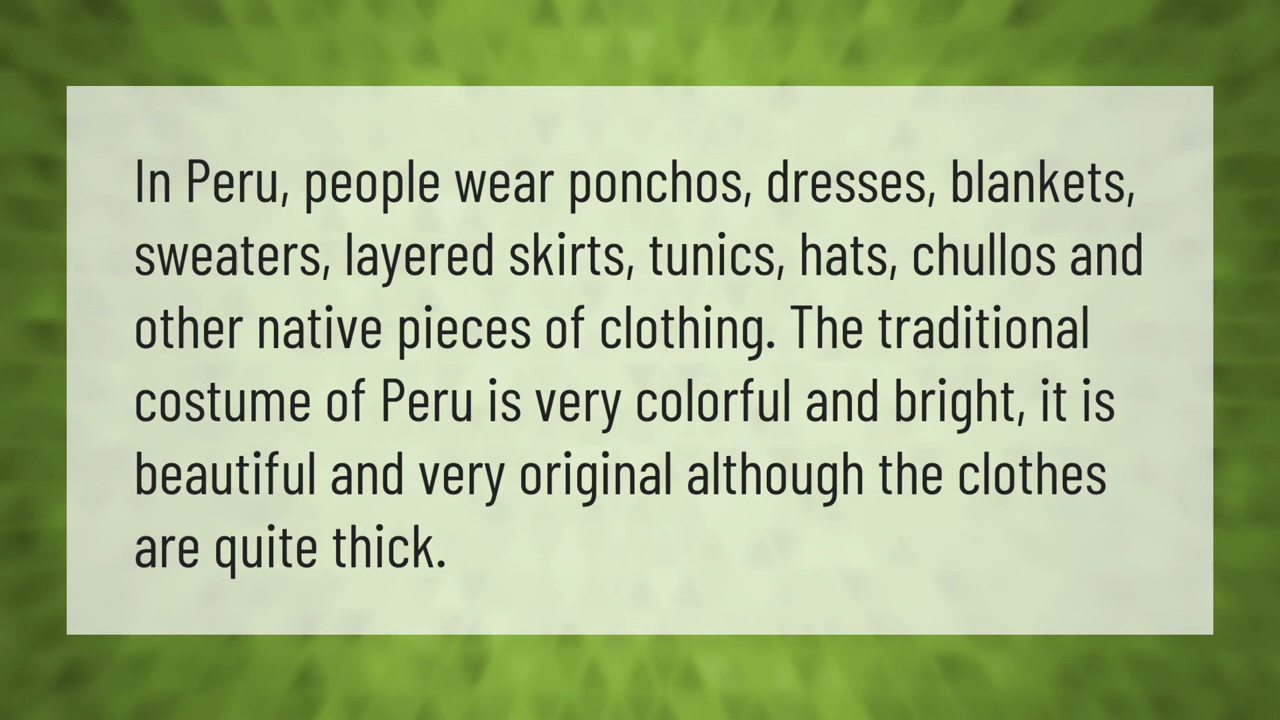 In Peru, people wear ponchos, dresses, blankets,
sweaters, layered skirts, tunics, hats, chullos and
other native pieces of clothing. The traditional
costume of Peru is very colorful and bright, it is
beautiful and very original although the clothes
are quite thick.